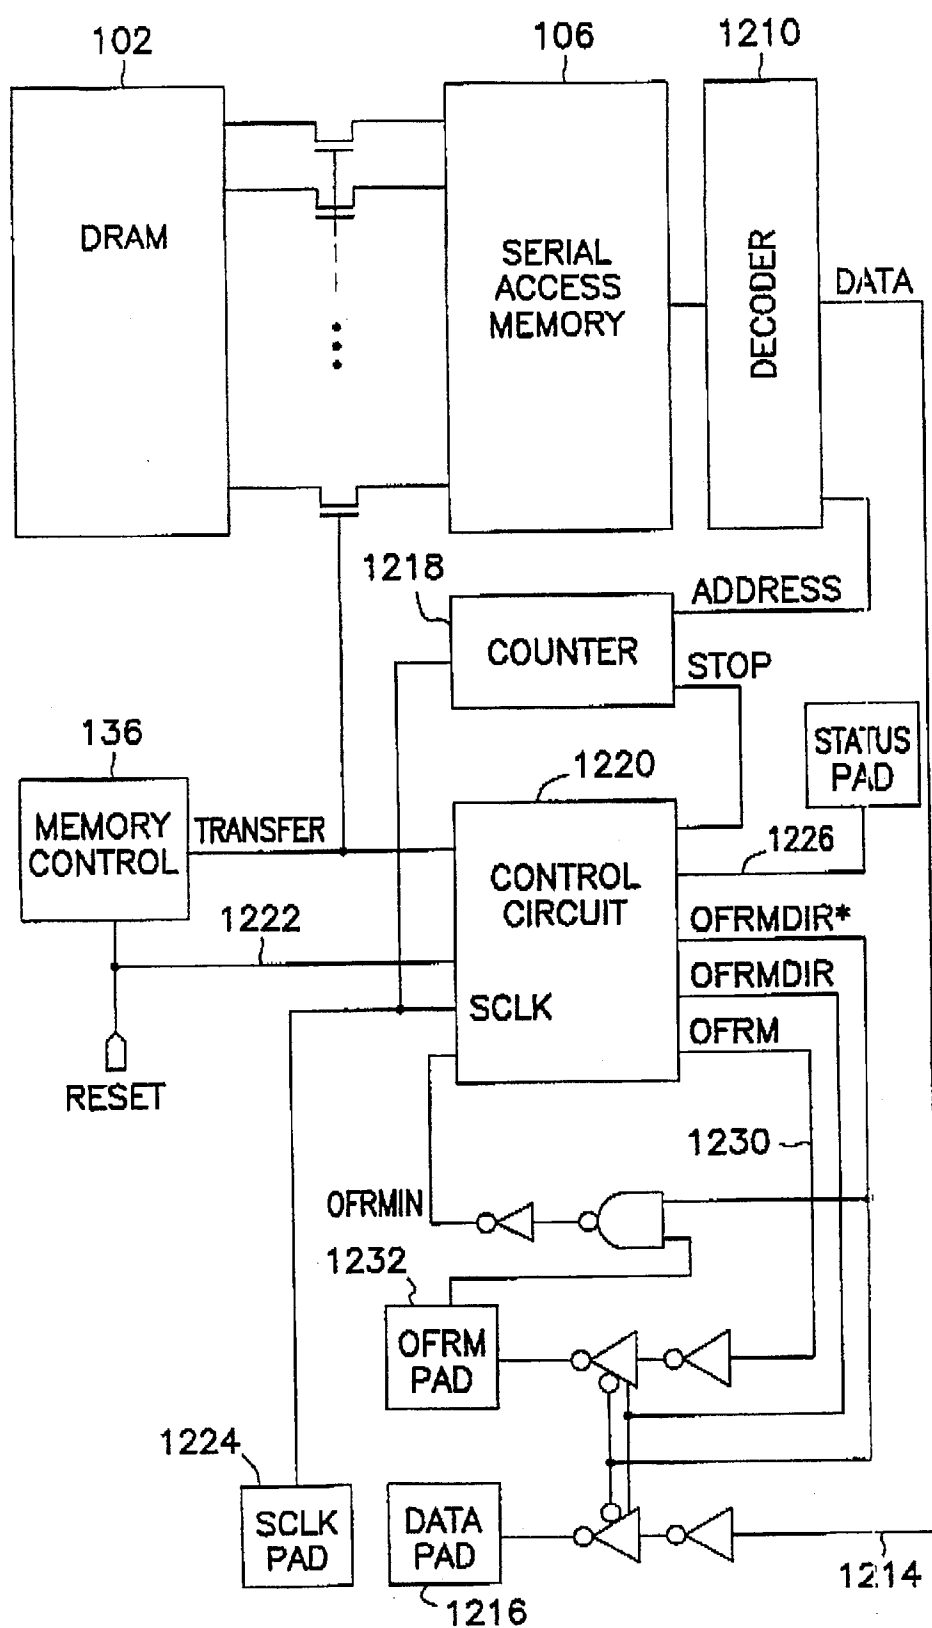 102
106
1210
DRAM
SERIAL
ACCESS
MEMORY
DECODER
DATA
1218
ADDRESS
COUNTER
STOP
136
1220
STATUS
PAD
MEMORY
CONTROL
TRANSFER
1226
CONTROL
CIRCUIT
1222
OFRMDIR*
OFRMDIR
SCLK
OFRM
RESET
1230
OFRMIN
1232
OFRM
PAD
1224
SCLK
PAD
DATA
PAD
1214
1216